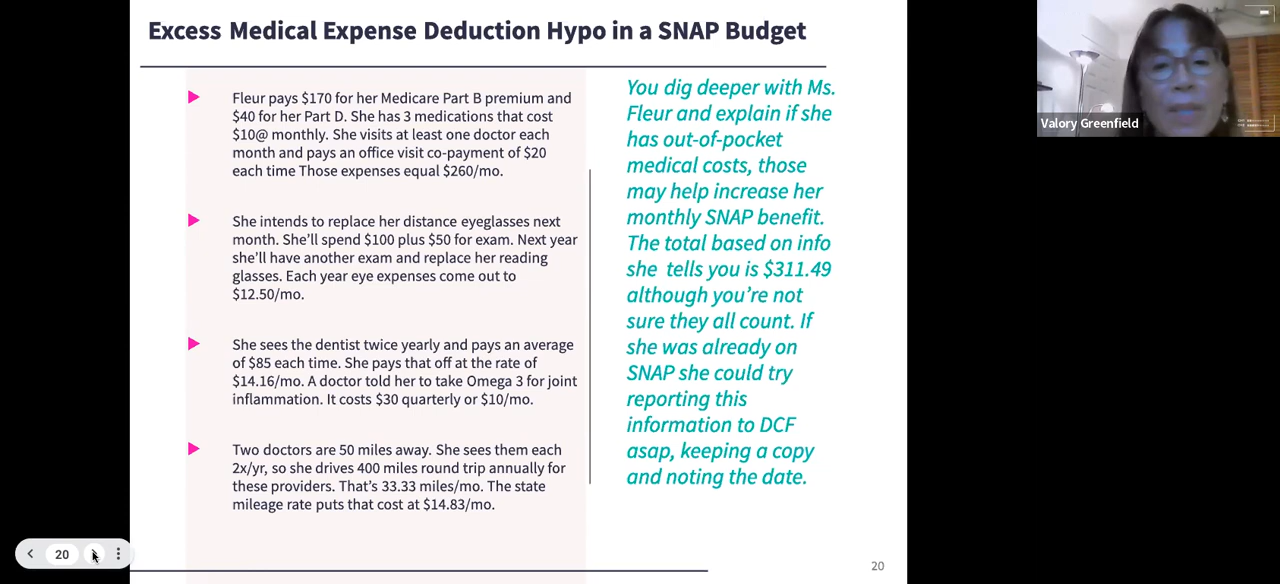 Excess Medical Expense Deduction Hypo in a SNAP Budget
Fleur pays $170 for her Medicare Part B premium and
$40 for her Part D. She has 3 medications that cost
$10@ monthly. She visits at least one doctor each
month and pays an office visit co-payment of $20
each time Those expenses equal $260/mo.
She intends to replace her distance eyeglasses next
month. She'll spend $100 plus $50 for exam. Next year
she'll have another exam and replace her reading
glasses. Each year eye expenses come out to
$12.50/mo.
She sees the dentist twice yearly and pays an average
of $85 each time. She pays that off at the rate of
$14.16/mo. A doctor told her to take Omega 3 for joint
inflammation. It costs $30 quarterly or $10/mo.
Two doctors are 50 miles away. She sees them each
2x/yr, so she drives 400 miles round trip annually for
these providers. That's 33.33 miles/mo. The state
mileage rate puts that cost at $14.83/mo.
You dig deeper with Ms.
Fleur and explain if she
has out-of-pocket
medical costs, those
may help increase her
monthly SNAP benefit.
The total based on info
she tells you is $311.49
although you're not
sure they all count. If
she was already on
SNAP she could try
reporting this
information to DCF
asap, keeping a copy
and noting the date.
20
20
Valory Greenfield